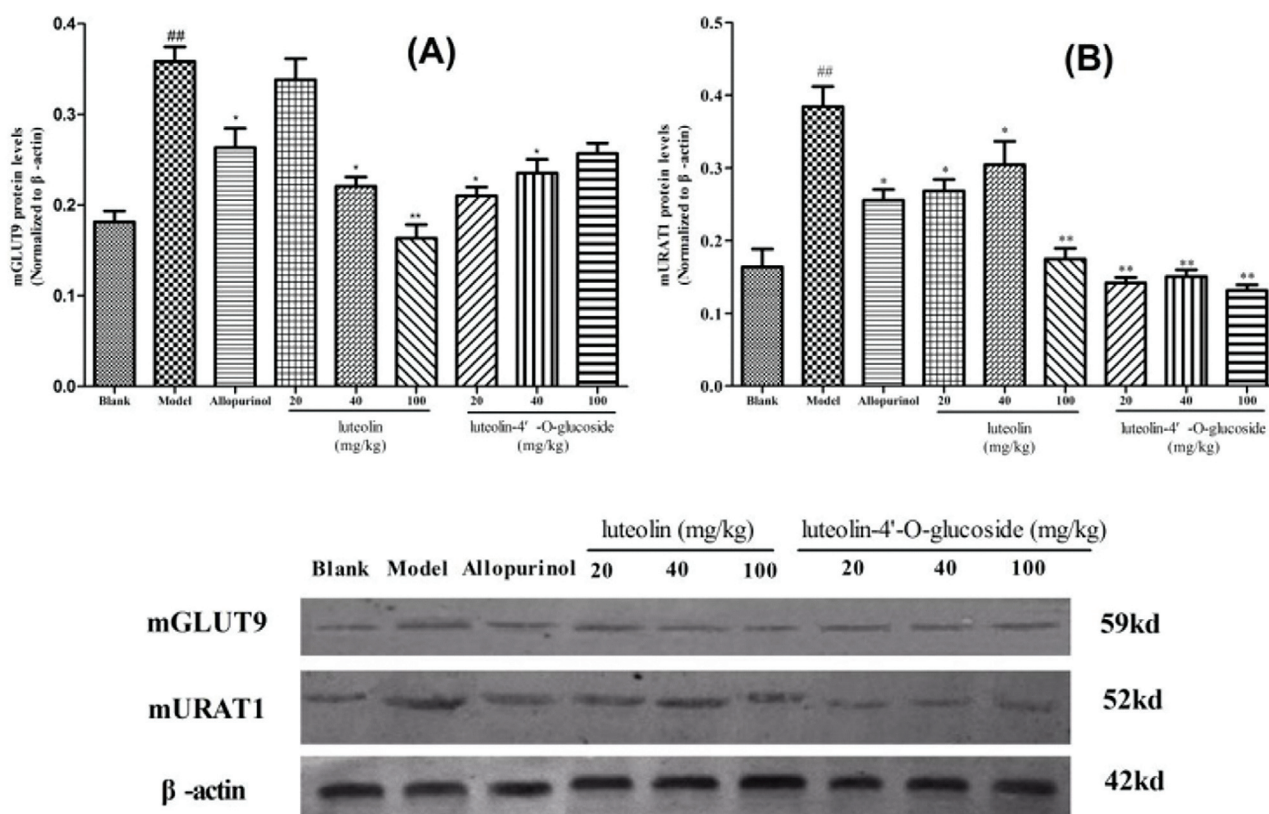 (A)
mGLUT9 protein levels
(Normalized to β -actin)
0.4
0.3
0.2
0.1
0.0
##
*
*
**
*
*
Blank Model Allopurinol 20 40 100 20 40 100
luteolin
(mg/kg)
luteolin-4' -O-glucoside
(mg/kg)
(B)
mURAT1 protein levels
(Normalized to β -actin)
0.5
0.4
0.3
0.2
0.1
0.0
##
*
*
*
**
**
**
**
Blank Model Allopurinol 20 40 100 20 40 100
luteolin
(mg/kg)
luteolin-4' -O-glucoside
(mg/kg)
luteolin (mg/kg) luteolin-4'-O-glucoside (mg/kg)
Blank Model Allopurinol 20 40 100 20 40 100
mGLUT9 59kd
mURAT1 52kd
β -actin 42kd